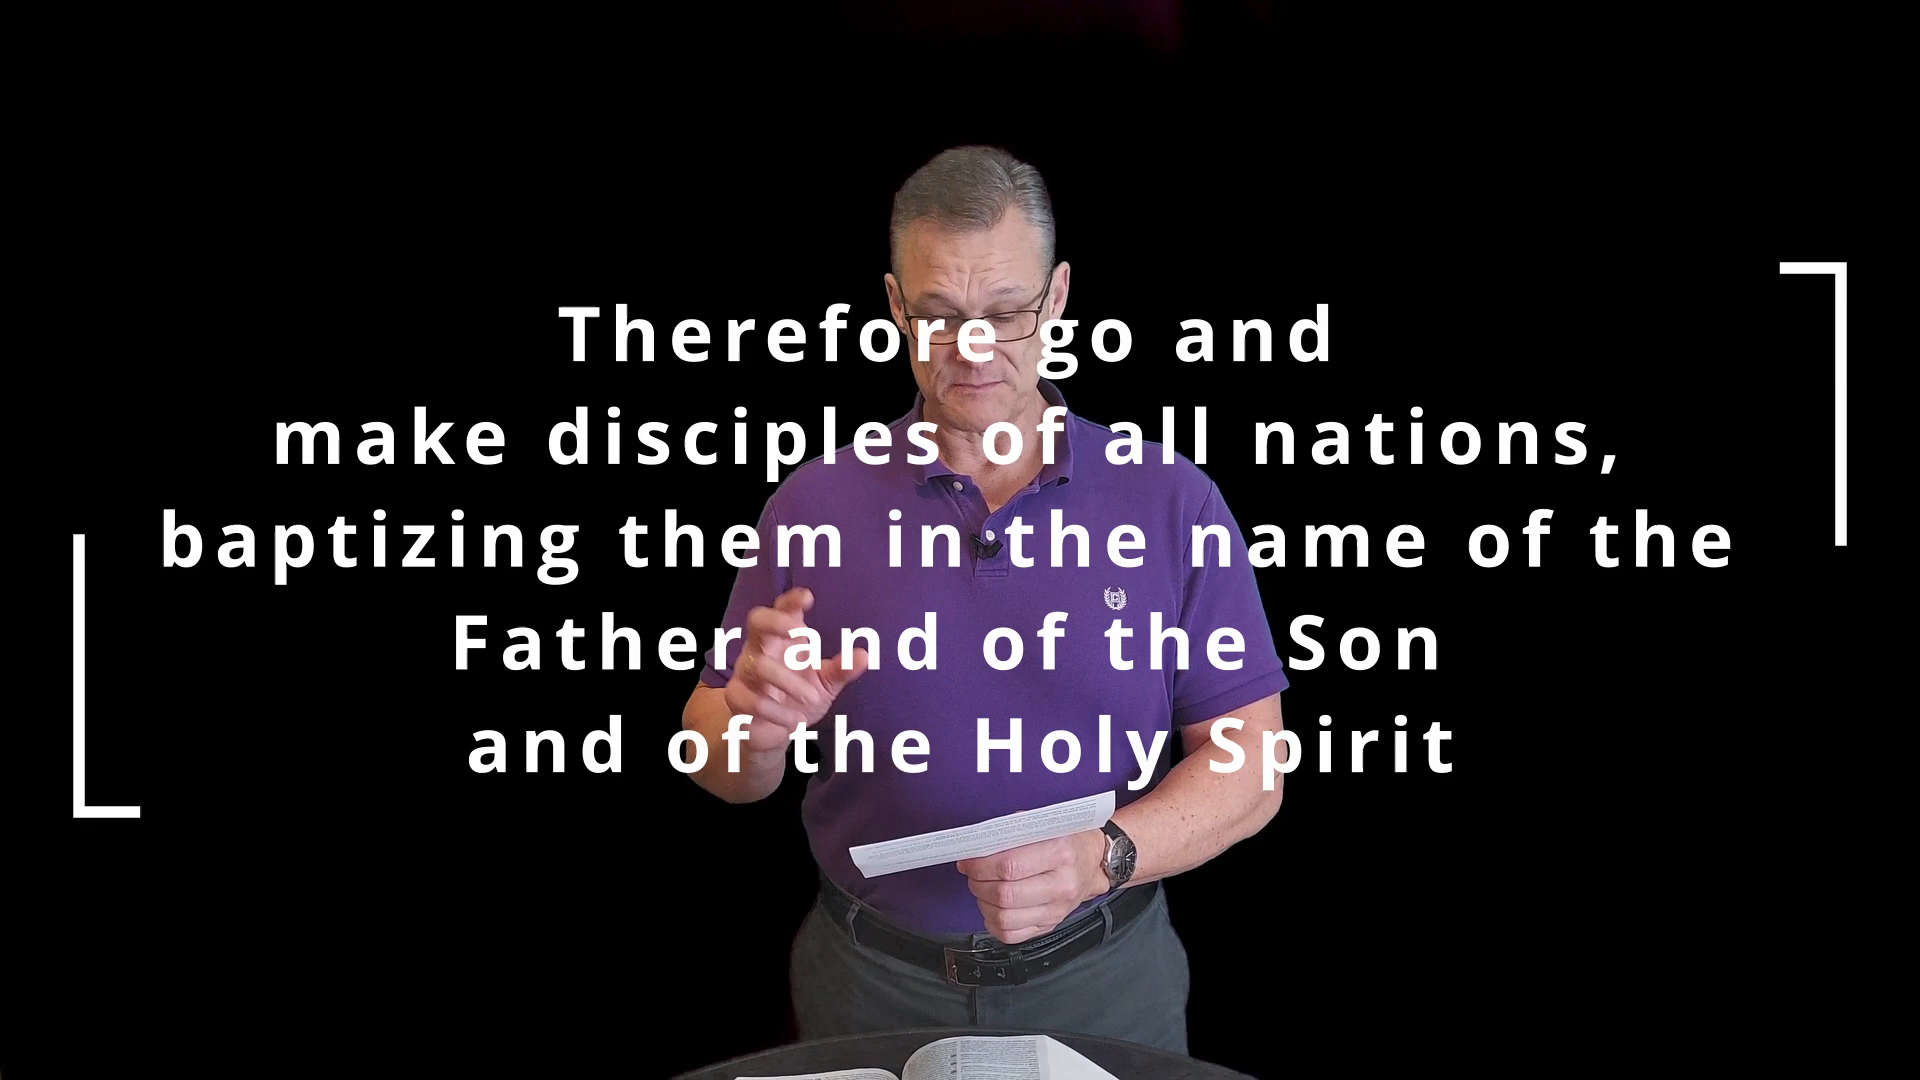 Therefore go and
make disciples of all nations,
baptizing them in the name of the
Father and of the Son
and of the Holy Spirit